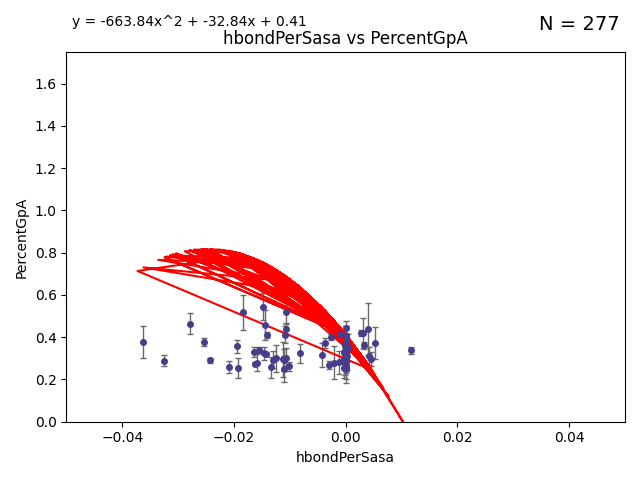 y = -663.84x^2 + -32.84x + 0.41
N = 277
hbondPerSasa vs PercentGpA
1.6
1.4
1.2
1.0
0.8
0.6
0.4
0.2
0.0
PercentGpA
−0.04 −0.02 0.00 0.02 0.04
hbondPerSasa